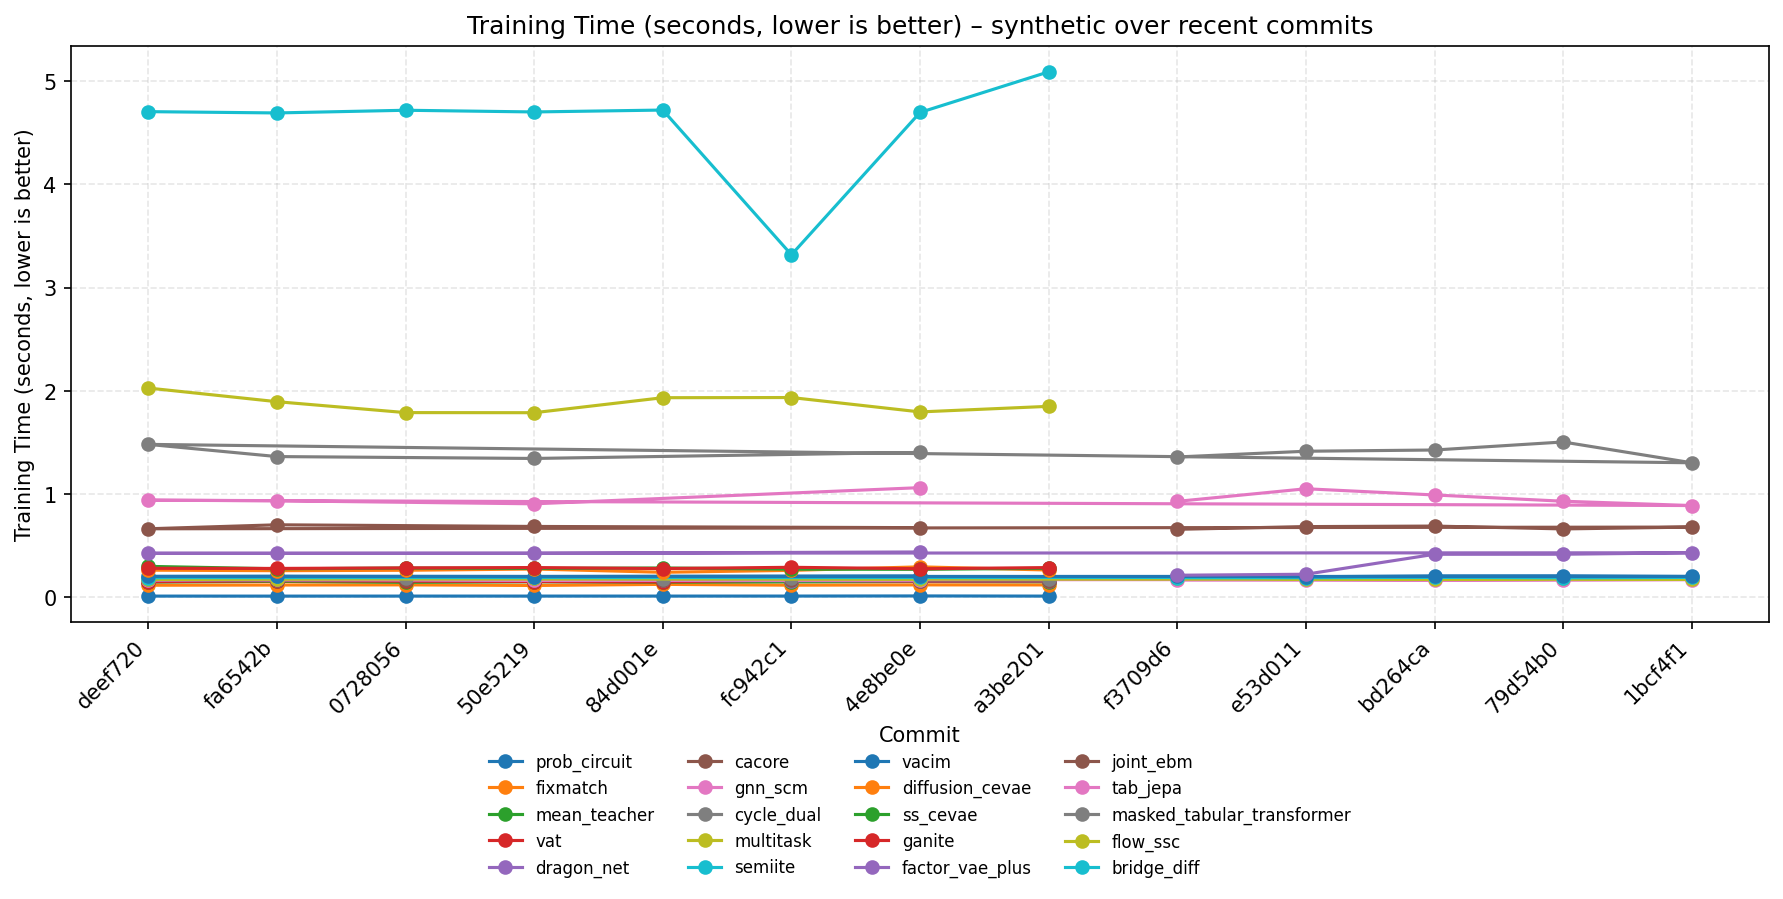 Training Time (seconds, lower is better) – synthetic over recent commits
Training Time (seconds, lower is better)
5
4
3
2
1
0
deef720
fa6542b
0728056
50e5219
84d001e
fc942c1
4e8be0e
a3be201
f3709d6
e53d011
bd264ca
79d54b0
1bcf4f1
Commit
prob_circuit
fixmatch
mean_teacher
vat
dragon_net
cacore
gnn_scm
cycle_dual
multitask
semiite
vacim
diffusion_cevae
ss_cevae
ganite
factor_vae_plus
joint_ebm
tab_jepa
masked_tabular_transformer
flow_ssc
bridge_diff